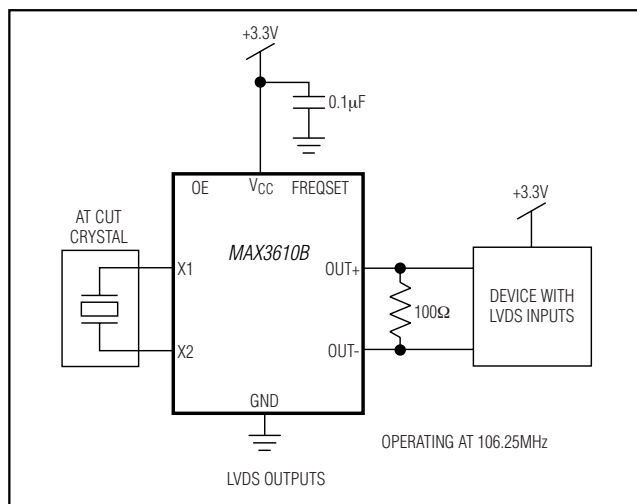 +3.3V
0.1µF
OE VCC FREQSET
+3.3V
AT CUT
CRYSTAL
MAX3610B
X1
OUT+
DEVICE WITH
LVDS INPUTS
100Ω
X2
OUT-
GND
OPERATING AT 106.25MHz
LVDS OUTPUTS